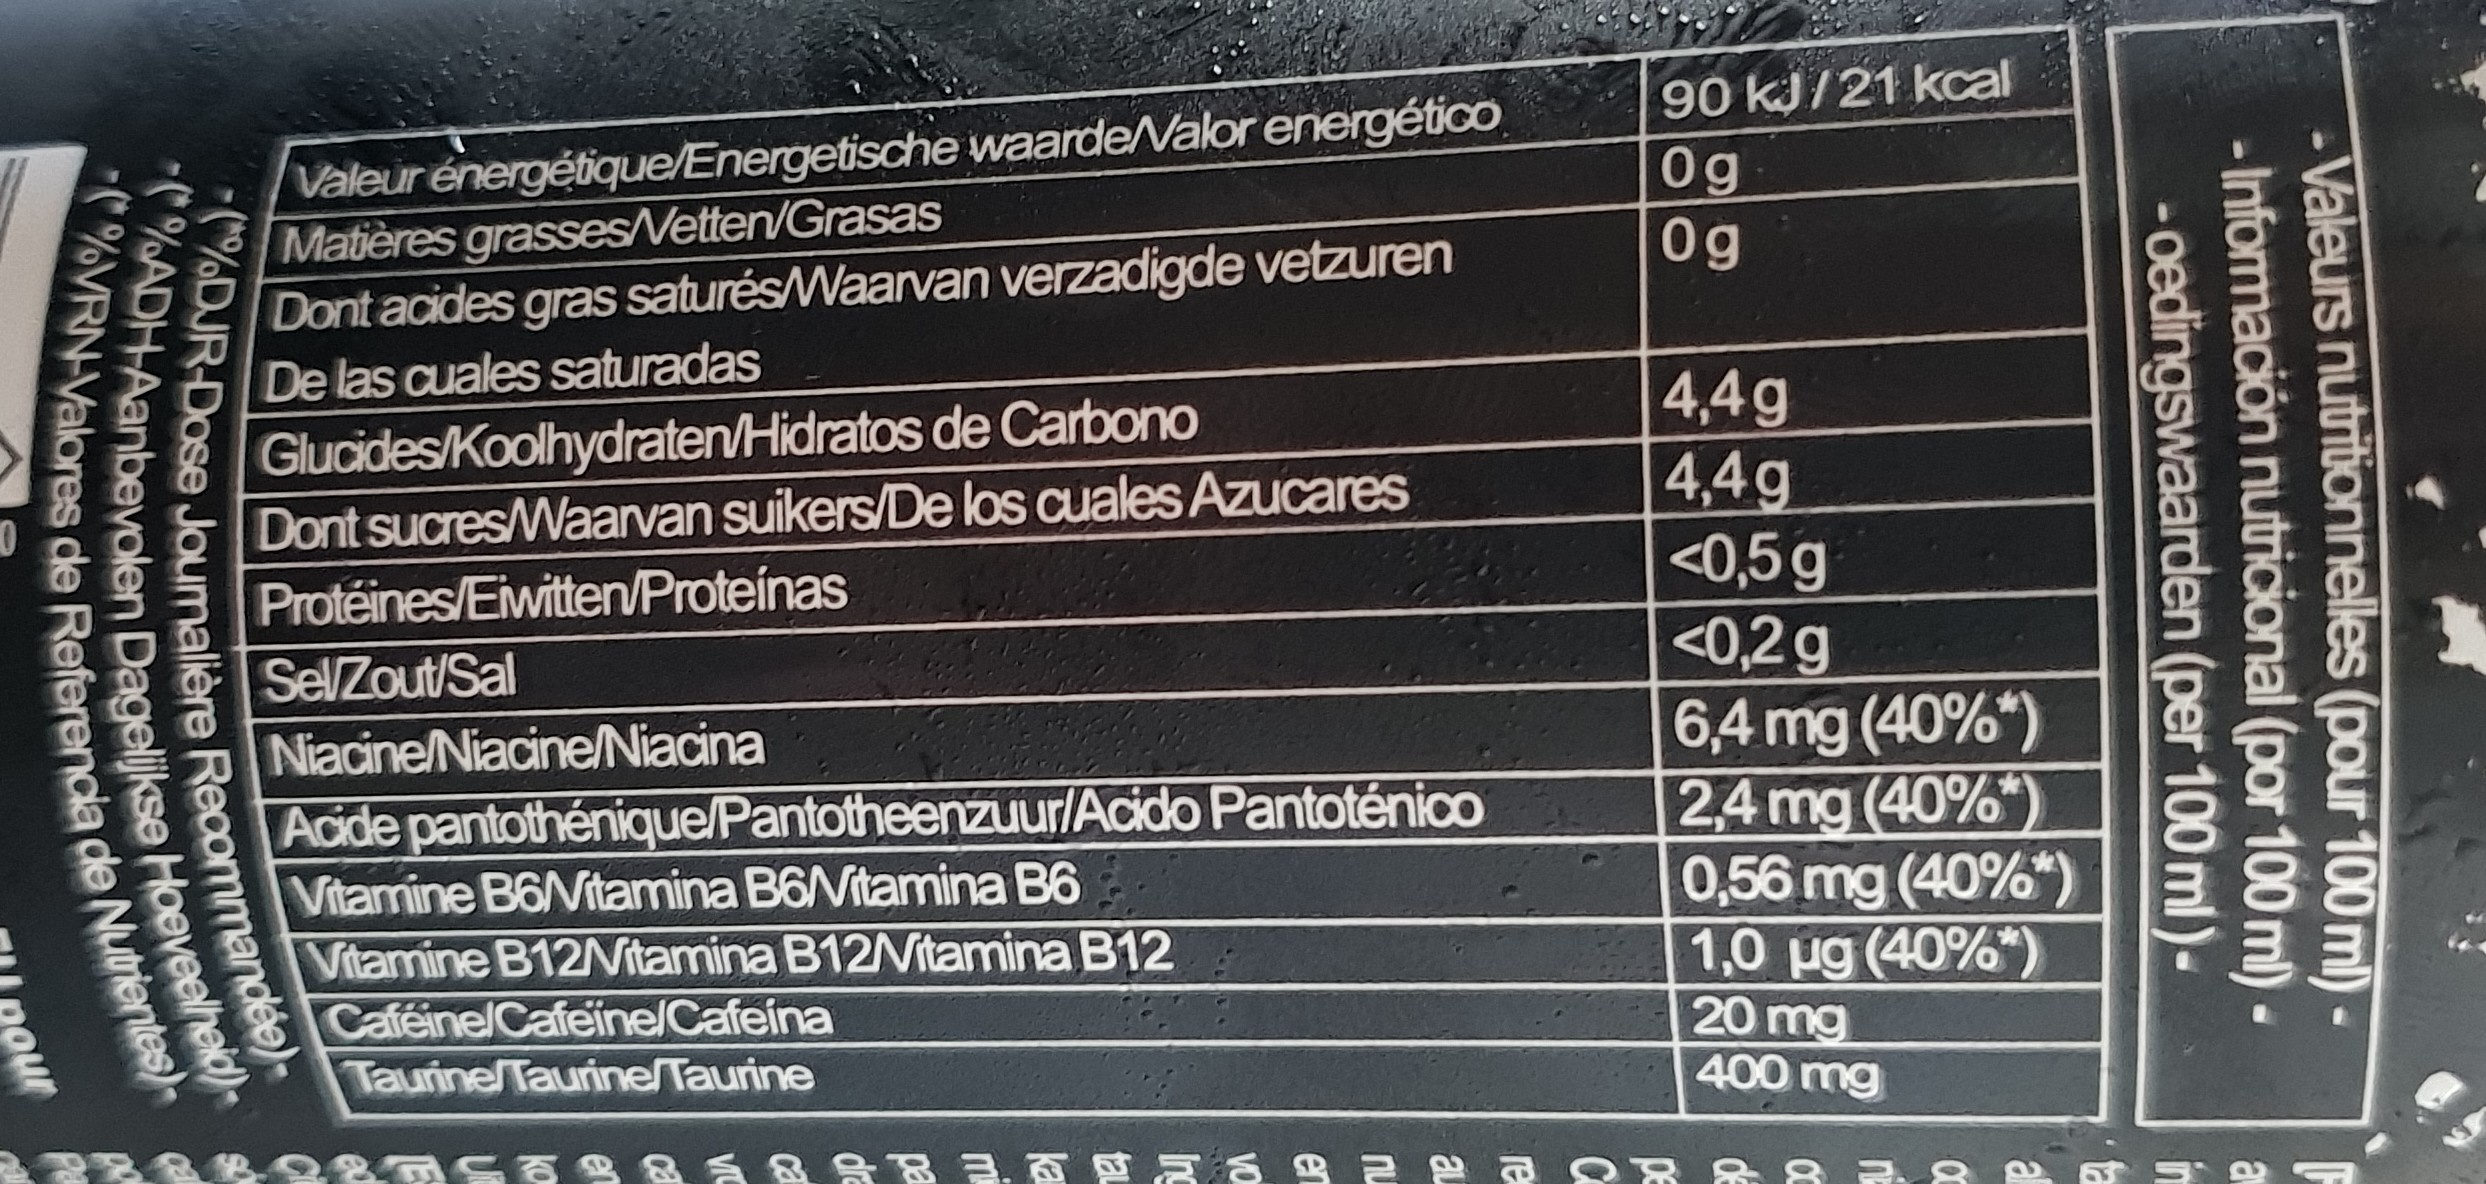 - Valeurs nutritionnelles (pour 100 ml) -
- Información nutricional (por 100 ml) -
- oedingswaarden (per 100 ml ) -
Valeur énergétique/Energetische waarde/Valor energético 90 kJ / 21 kcal
Matières grasses/Vetten/Grasas 0 g
Dont acides gras saturés/Waarvan verzadigde vetzuren 0 g
De las cuales saturadas
Glucides/Koolhydraten/Hidratos de Carbono 4,4 g
Dont sucres/Waarvan suikers/De los cuales Azucares 4,4 g
Protéines/Eiwitten/Proteínas <0,5 g
Sel/Zout/Sal <0,2 g
Niacine/Niacine/Niacina 6,4 mg (40%*)
Acide pantothénique/Pantotheenzuur/Acido Pantoténico 2,4 mg (40%*)
Vitamine B6/Vitamina B6/Vitamina B6 0,56 mg (40%*)
Vitamine B12/Vitamina B12/Vitamina B12 1,0 µg (40%*)
Caféine/Cafeïne/Cafeína 20 mg
Taurine/Taurine/Taurine 400 mg
- (*%DJR-Dose Journalière Recommandée)-
- (*%ADH-Aanbevolen Dagelijkse Hoeveelheid)-
- (*%VRN-Valores de Referencia de Nutrientes)-
pour